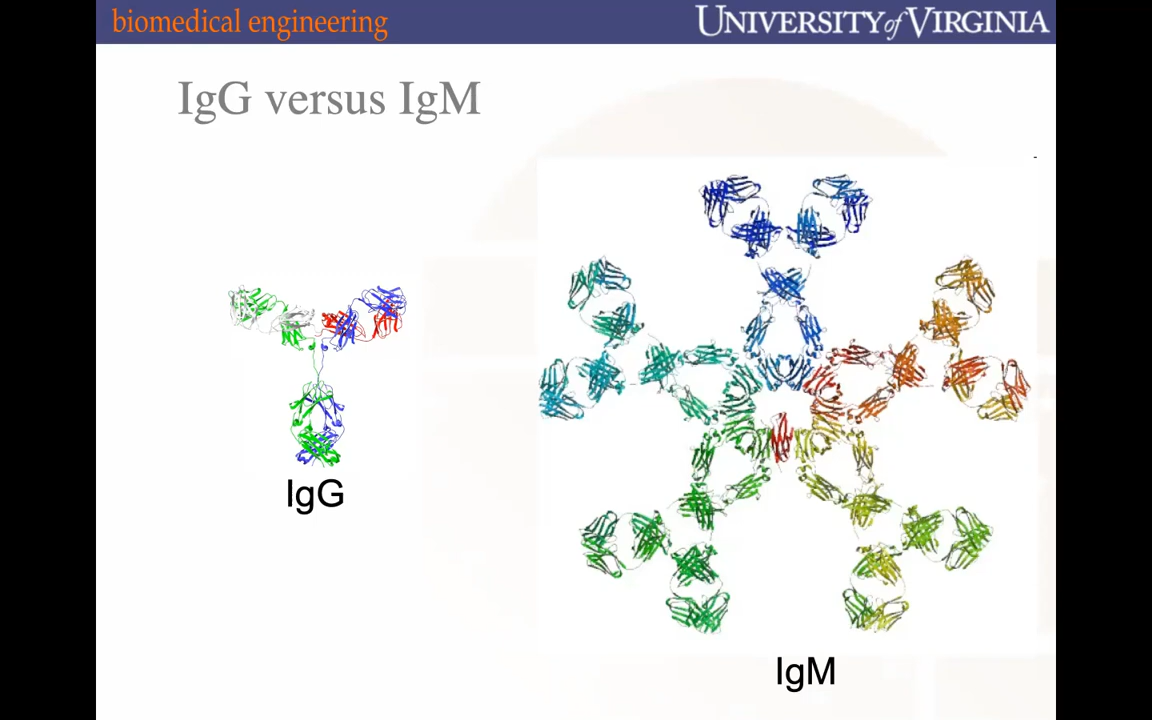 biomedical engineering
UNIVERSITY of VIRGINIA
IgG versus IgM
IgG
IgM